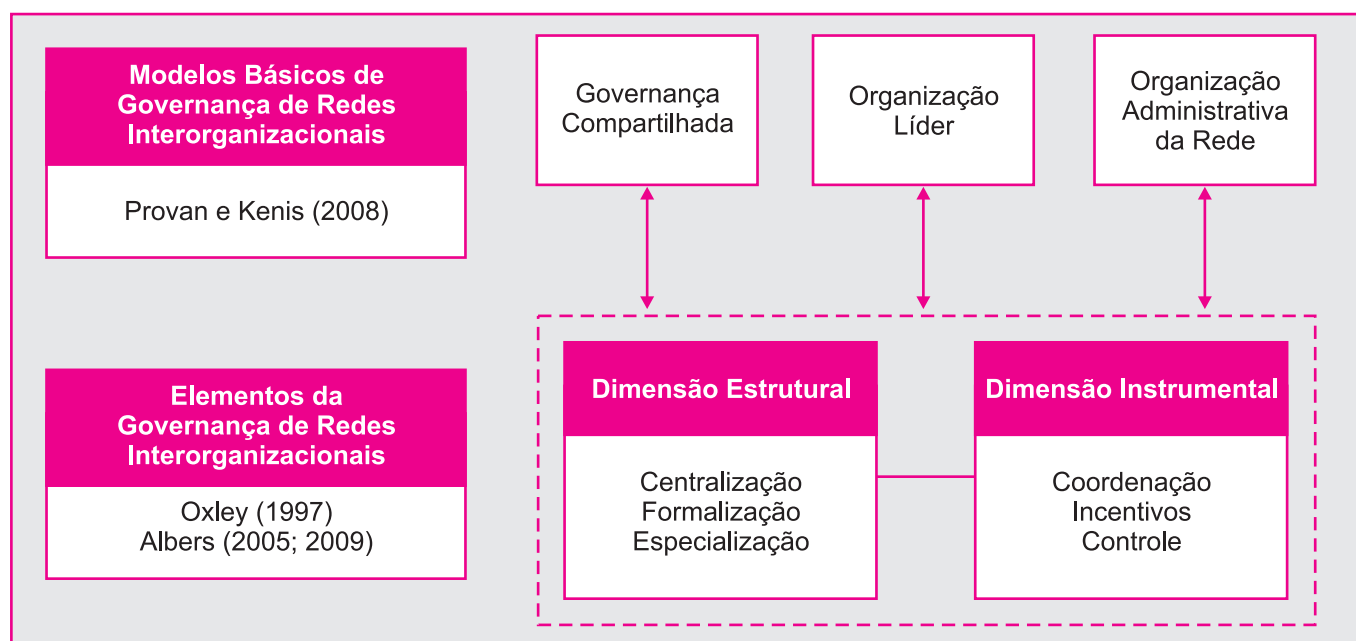 Modelos Básicos de
Governança de Redes
Interorganizacionais
Provan e Kenis (2008)
Governança
Compartilhada
Organização
Líder
Organização
Administrativa
da Rede
Elementos da
Governança de Redes
Interorganizacionais
Oxley (1997)
Albers (2005; 2009)
Dimensão Estrutural
Centralização
Formalização
Especialização
Dimensão Instrumental
Coordenação
Incentivos
Controle